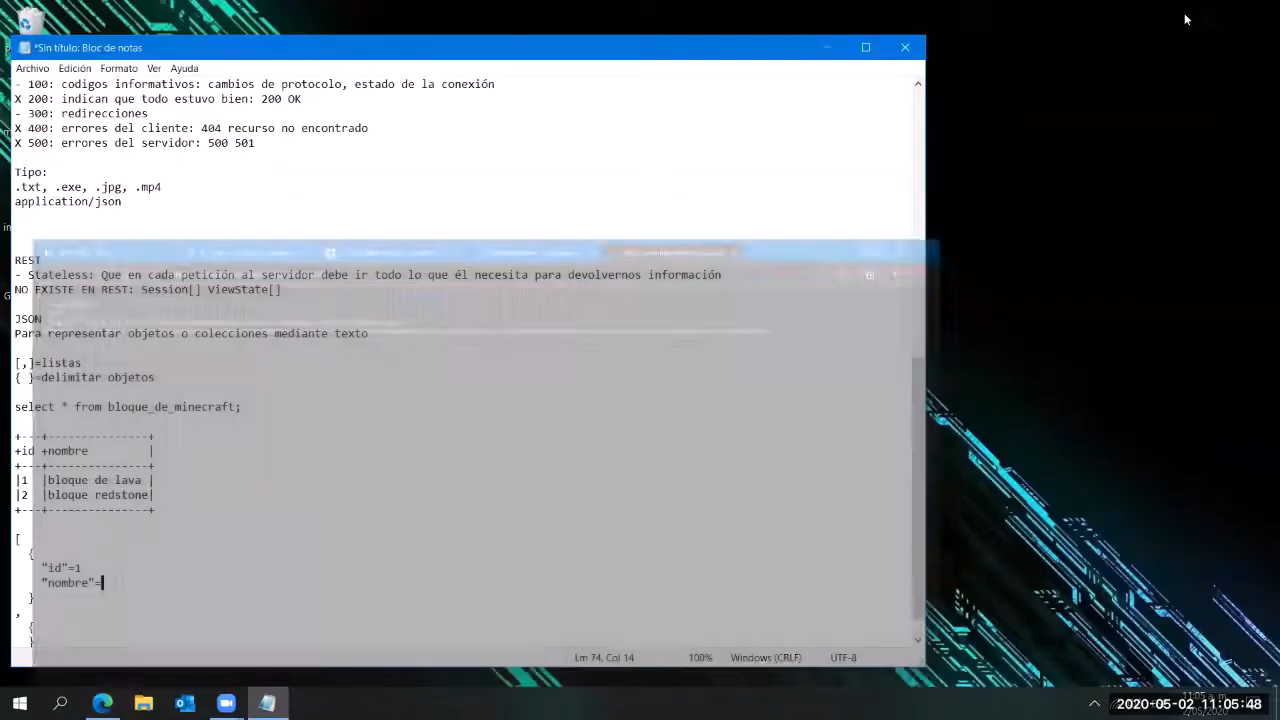 *Sin título: Bloc de notas
Archivo Edición Formato Ver Ayuda
- 100: codigos informativos: cambios de protocolo, estado de la conexión
X 200: indican que todo estuvo bien: 200 OK
- 300: redirecciones
X 400: errores del cliente: 404 recurso no encontrado
X 500: errores del servidor: 500 501
Tipo:
.txt, .exe, .jpg, .mp4
application/json
REST
- Stateless: Que en cada petición al servidor debe ir todo lo que él necesita para devolvernos información
NO EXISTE EN REST: Session[] ViewState[]
JSON
Para representar objetos o colecciones mediante texto
[,]=listas
{ }=delimitar objetos
select * from bloque_de_minecraft;
+---+---------------+
+id +nombre         |
+---+---------------+
|1  |bloque de lava |
|2  |bloque redstone|
+---+---------------+
[
{
"id"=1
"nombre"=
}
,
{
}
Lm 74, Col 14 100% Windows (CRLF) UTF-8
2020-05-02 11:05:48